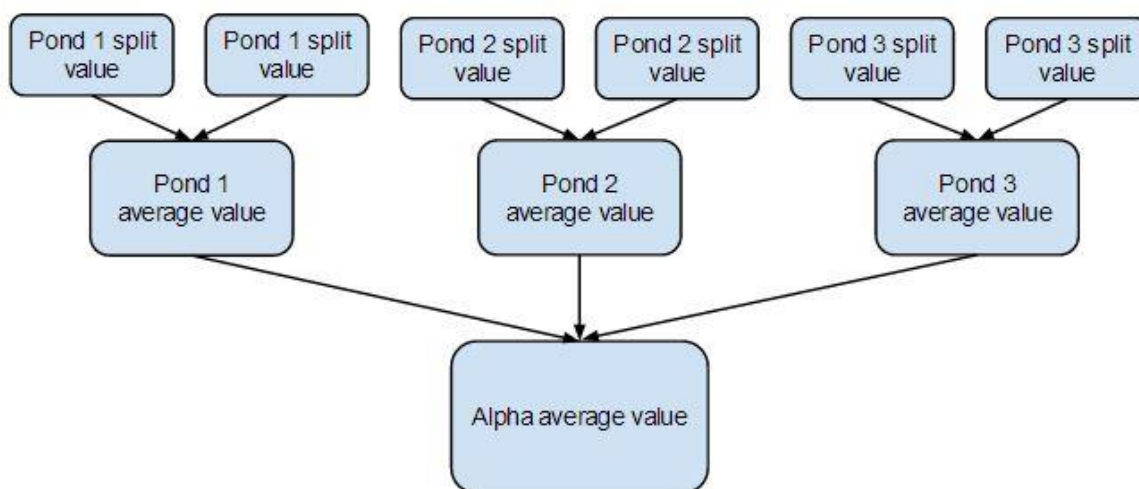 Pond 1 split
value
Pond 1 split
value
Pond 2 split
value
Pond 2 split
value
Pond 3 split
value
Pond 3 split
value
Pond 1
average value
Pond 2
average value
Pond 3
average value
Alpha average value